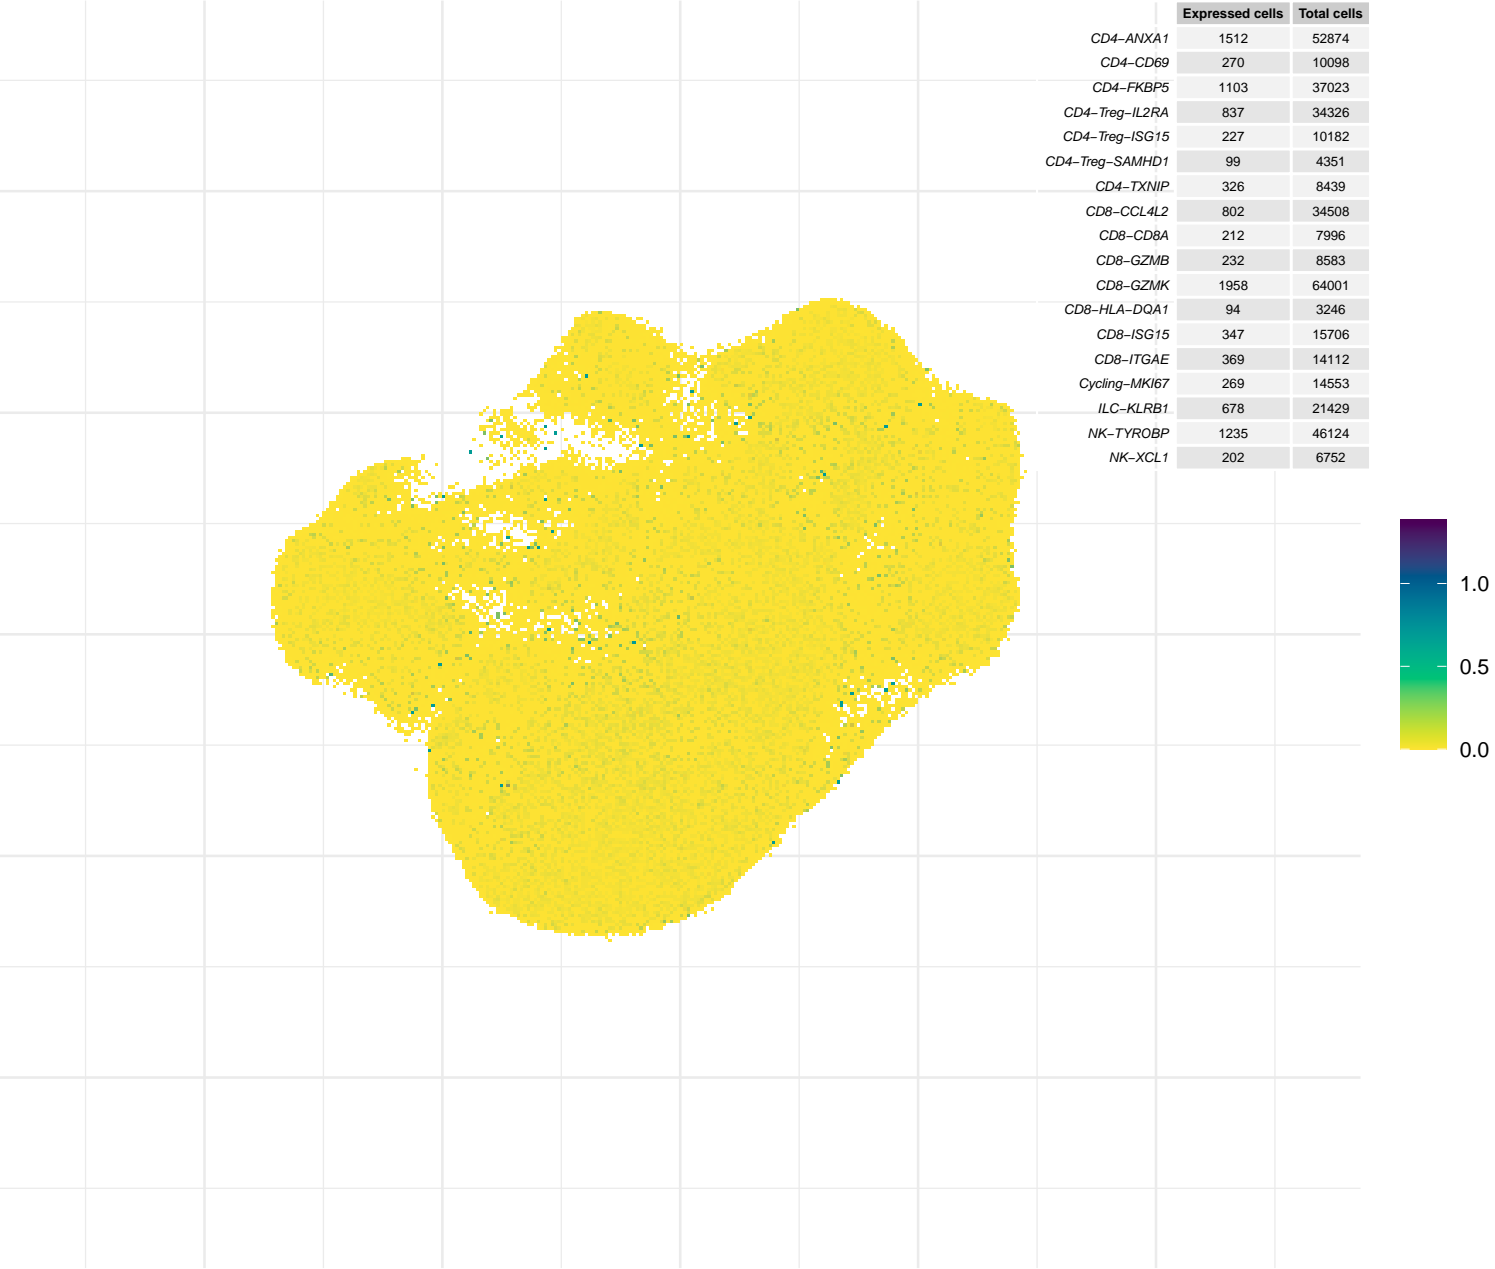 Expressed cells Total cells
CD4−ANXA1 1512 52874
CD4−CD69 270 10098
CD4−FKBP5 1103 37023
CD4−Treg−IL2RA 837 34326
CD4−Treg−ISG15 227 10182
CD4−Treg−SAMHD1 99 4351
CD4−TXNIP 326 8439
CD8−CCL4L2 802 34508
CD8−CD8A 212 7996
CD8−GZMB 232 8583
CD8−GZMK 1958 64001
CD8−HLA−DQA1 94 3246
CD8−ISG15 347 15706
CD8−ITGAE 369 14112
Cycling−MKI67 269 14553
ILC−KLRB1 678 21429
NK−TYROBP 1235 46124
NK−XCL1 202 6752
1.0
0.5
0.0